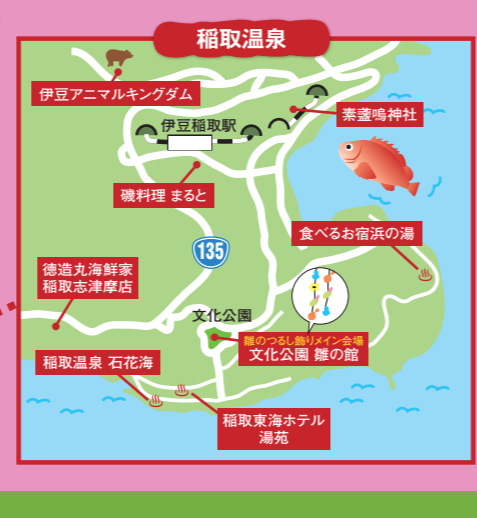 稲取温泉
伊豆アニマルキングダム
伊豆稲取駅
素盞嗚神社
磯料理 まると
食べるお宿浜の湯
135
徳造丸海鮮家
稲取志津摩店
文化公園
雛のつるし飾りメイン会場
文化公園 雛の館
稲取温泉 石花海
稲取東海ホテル
湯苑